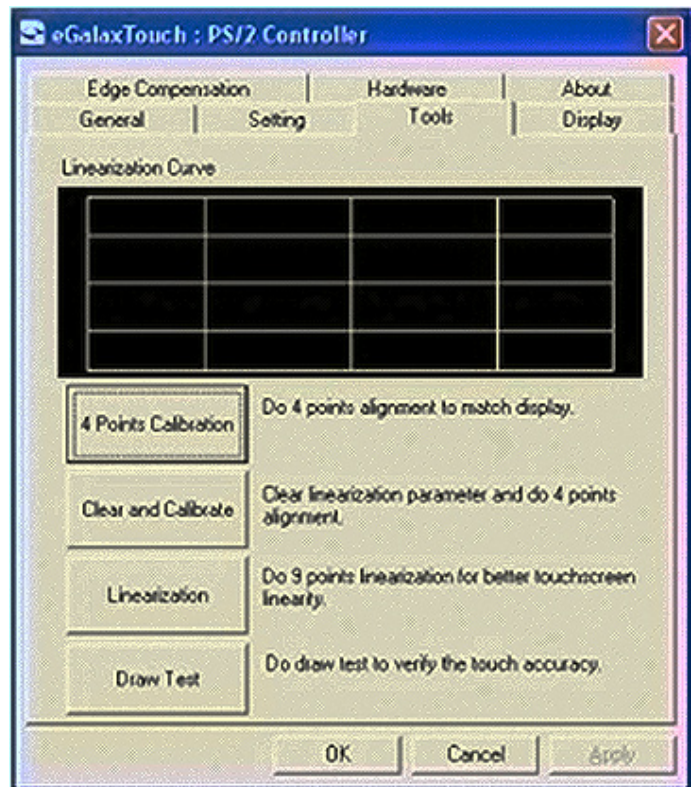 eGalaxTouch : PS/2 Controller
Edge Compensation Hardware About
General Setting Tools Display
Linearization Curve
4 Points Calibration
Do 4 points alignment to match display.
Clear and Calibrate
Clear linearization parameter and do 4 points
alignment.
Linearization
Do 9 points linearization for better touchscreen
linearity.
Draw Test
Do draw test to verify the touch accuracy.
OK Cancel Apply